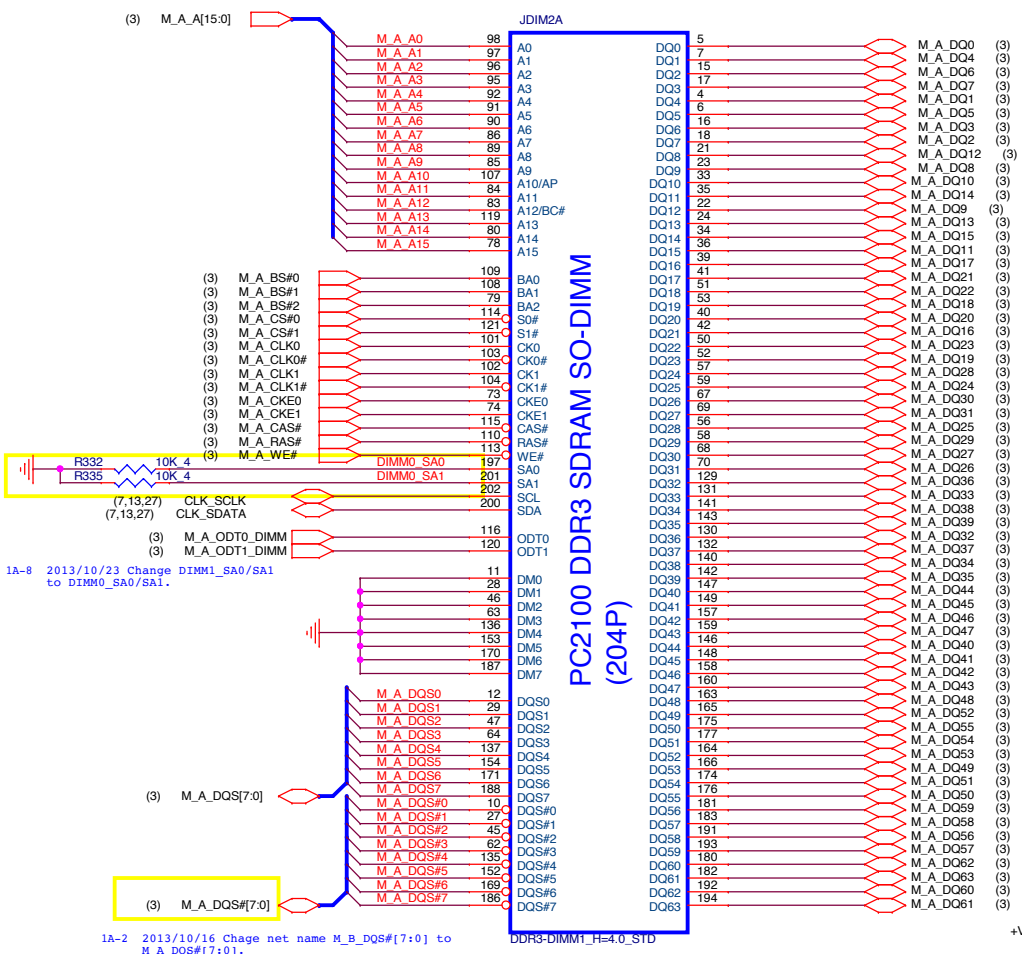 (3) M_A_A[15:0]
JDIM2A
M_A_A0 98 A0
M_A_A1 97 A1
M_A_A2 96 A2
M_A_A3 95 A3
M_A_A4 92 A4
M_A_A5 91 A5
M_A_A6 90 A6
M_A_A7 86 A7
M_A_A8 89 A8
M_A_A9 85 A9
M_A_A10 107 A10/AP
M_A_A11 84 A11
M_A_A12 83 A12/BC#
M_A_A13 119 A13
M_A_A14 80 A14
M_A_A15 78 A15
(3) M_A_BS#0 109 BA0
(3) M_A_BS#1 108 BA1
(3) M_A_BS#2 79 BA2
(3) M_A_CS#0 114 S0#
(3) M_A_CS#1 121 S1#
(3) M_A_CLK0 101 CK0
(3) M_A_CLK0# 103 CK0#
(3) M_A_CLK1 102 CK1
(3) M_A_CLK1# 104 CK1#
(3) M_A_CKE0 73 CKE0
(3) M_A_CKE1 74 CKE1
(3) M_A_CAS# 115 CAS#
(3) M_A_RAS# 110 RAS#
(3) M_A_WE# 113 WE#
R332 10K_4 DIMM0_SA0 197 SA0
R335 10K_4 DIMM0_SA1 201 SA1
(7,13,27) CLK_SCLK 202 SCL
(7,13,27) CLK_SDATA 200 SDA
(3) M_A_ODT0_DIMM 116 ODT0
(3) M_A_ODT1_DIMM 120 ODT1
1A-8 2013/10/23 Change DIMM1_SA0/SA1
to DIMM0_SA0/SA1.
11 DM0
28 DM1
46 DM2
63 DM3
136 DM4
153 DM5
170 DM6
187 DM7
M_A_DQS0 12 DQS0
M_A_DQS1 29 DQS1
M_A_DQS2 47 DQS2
M_A_DQS3 64 DQS3
M_A_DQS4 137 DQS4
M_A_DQS5 154 DQS5
M_A_DQS6 171 DQS6
M_A_DQS7 188 DQS7
(3) M_A_DQS[7:0]
M_A_DQS#0 10 DQS#0
M_A_DQS#1 27 DQS#1
M_A_DQS#2 45 DQS#2
M_A_DQS#3 62 DQS#3
M_A_DQS#4 135 DQS#4
M_A_DQS#5 152 DQS#5
M_A_DQS#6 169 DQS#6
M_A_DQS#7 186 DQS#7
(3) M_A_DQS#[7:0]
1A-2 2013/10/16 Chage net name M_B_DQS#[7:0] to
M_A_DQS#[7:0].
PC2100 DDR3 SDRAM SO-DIMM
(204P)
DDR3-DIMM1_H=4.0_STD
DQ0 5 M_A_DQ0 (3)
DQ1 7 M_A_DQ4 (3)
DQ2 15 M_A_DQ6 (3)
DQ3 17 M_A_DQ7 (3)
DQ4 4 M_A_DQ1 (3)
DQ5 6 M_A_DQ5 (3)
DQ6 16 M_A_DQ3 (3)
DQ7 18 M_A_DQ2 (3)
DQ8 21 M_A_DQ12 (3)
DQ9 23 M_A_DQ8 (3)
DQ10 33 M_A_DQ10 (3)
DQ11 35 M_A_DQ14 (3)
DQ12 22 M_A_DQ9 (3)
DQ13 24 M_A_DQ13 (3)
DQ14 34 M_A_DQ15 (3)
DQ15 36 M_A_DQ11 (3)
DQ16 39 M_A_DQ17 (3)
DQ17 41 M_A_DQ21 (3)
DQ18 51 M_A_DQ22 (3)
DQ19 53 M_A_DQ18 (3)
DQ20 40 M_A_DQ20 (3)
DQ21 42 M_A_DQ16 (3)
DQ22 50 M_A_DQ23 (3)
DQ23 52 M_A_DQ19 (3)
DQ24 57 M_A_DQ28 (3)
DQ25 59 M_A_DQ24 (3)
DQ26 67 M_A_DQ30 (3)
DQ27 69 M_A_DQ31 (3)
DQ28 56 M_A_DQ25 (3)
DQ29 58 M_A_DQ29 (3)
DQ30 68 M_A_DQ27 (3)
DQ31 70 M_A_DQ26 (3)
DQ32 129 M_A_DQ36 (3)
DQ33 131 M_A_DQ33 (3)
DQ34 141 M_A_DQ38 (3)
DQ35 143 M_A_DQ39 (3)
DQ36 130 M_A_DQ32 (3)
DQ37 132 M_A_DQ37 (3)
DQ38 140 M_A_DQ34 (3)
DQ39 142 M_A_DQ35 (3)
DQ40 147 M_A_DQ44 (3)
DQ41 149 M_A_DQ45 (3)
DQ42 157 M_A_DQ46 (3)
DQ43 159 M_A_DQ47 (3)
DQ44 146 M_A_DQ40 (3)
DQ45 148 M_A_DQ41 (3)
DQ46 158 M_A_DQ42 (3)
DQ47 160 M_A_DQ43 (3)
DQ48 163 M_A_DQ48 (3)
DQ49 165 M_A_DQ52 (3)
DQ50 175 M_A_DQ55 (3)
DQ51 177 M_A_DQ54 (3)
DQ52 164 M_A_DQ53 (3)
DQ53 166 M_A_DQ49 (3)
DQ54 174 M_A_DQ51 (3)
DQ55 176 M_A_DQ50 (3)
DQ56 181 M_A_DQ59 (3)
DQ57 183 M_A_DQ58 (3)
DQ58 191 M_A_DQ56 (3)
DQ59 193 M_A_DQ57 (3)
DQ60 180 M_A_DQ62 (3)
DQ61 182 M_A_DQ63 (3)
DQ62 192 M_A_DQ60 (3)
DQ63 194 M_A_DQ61 (3)